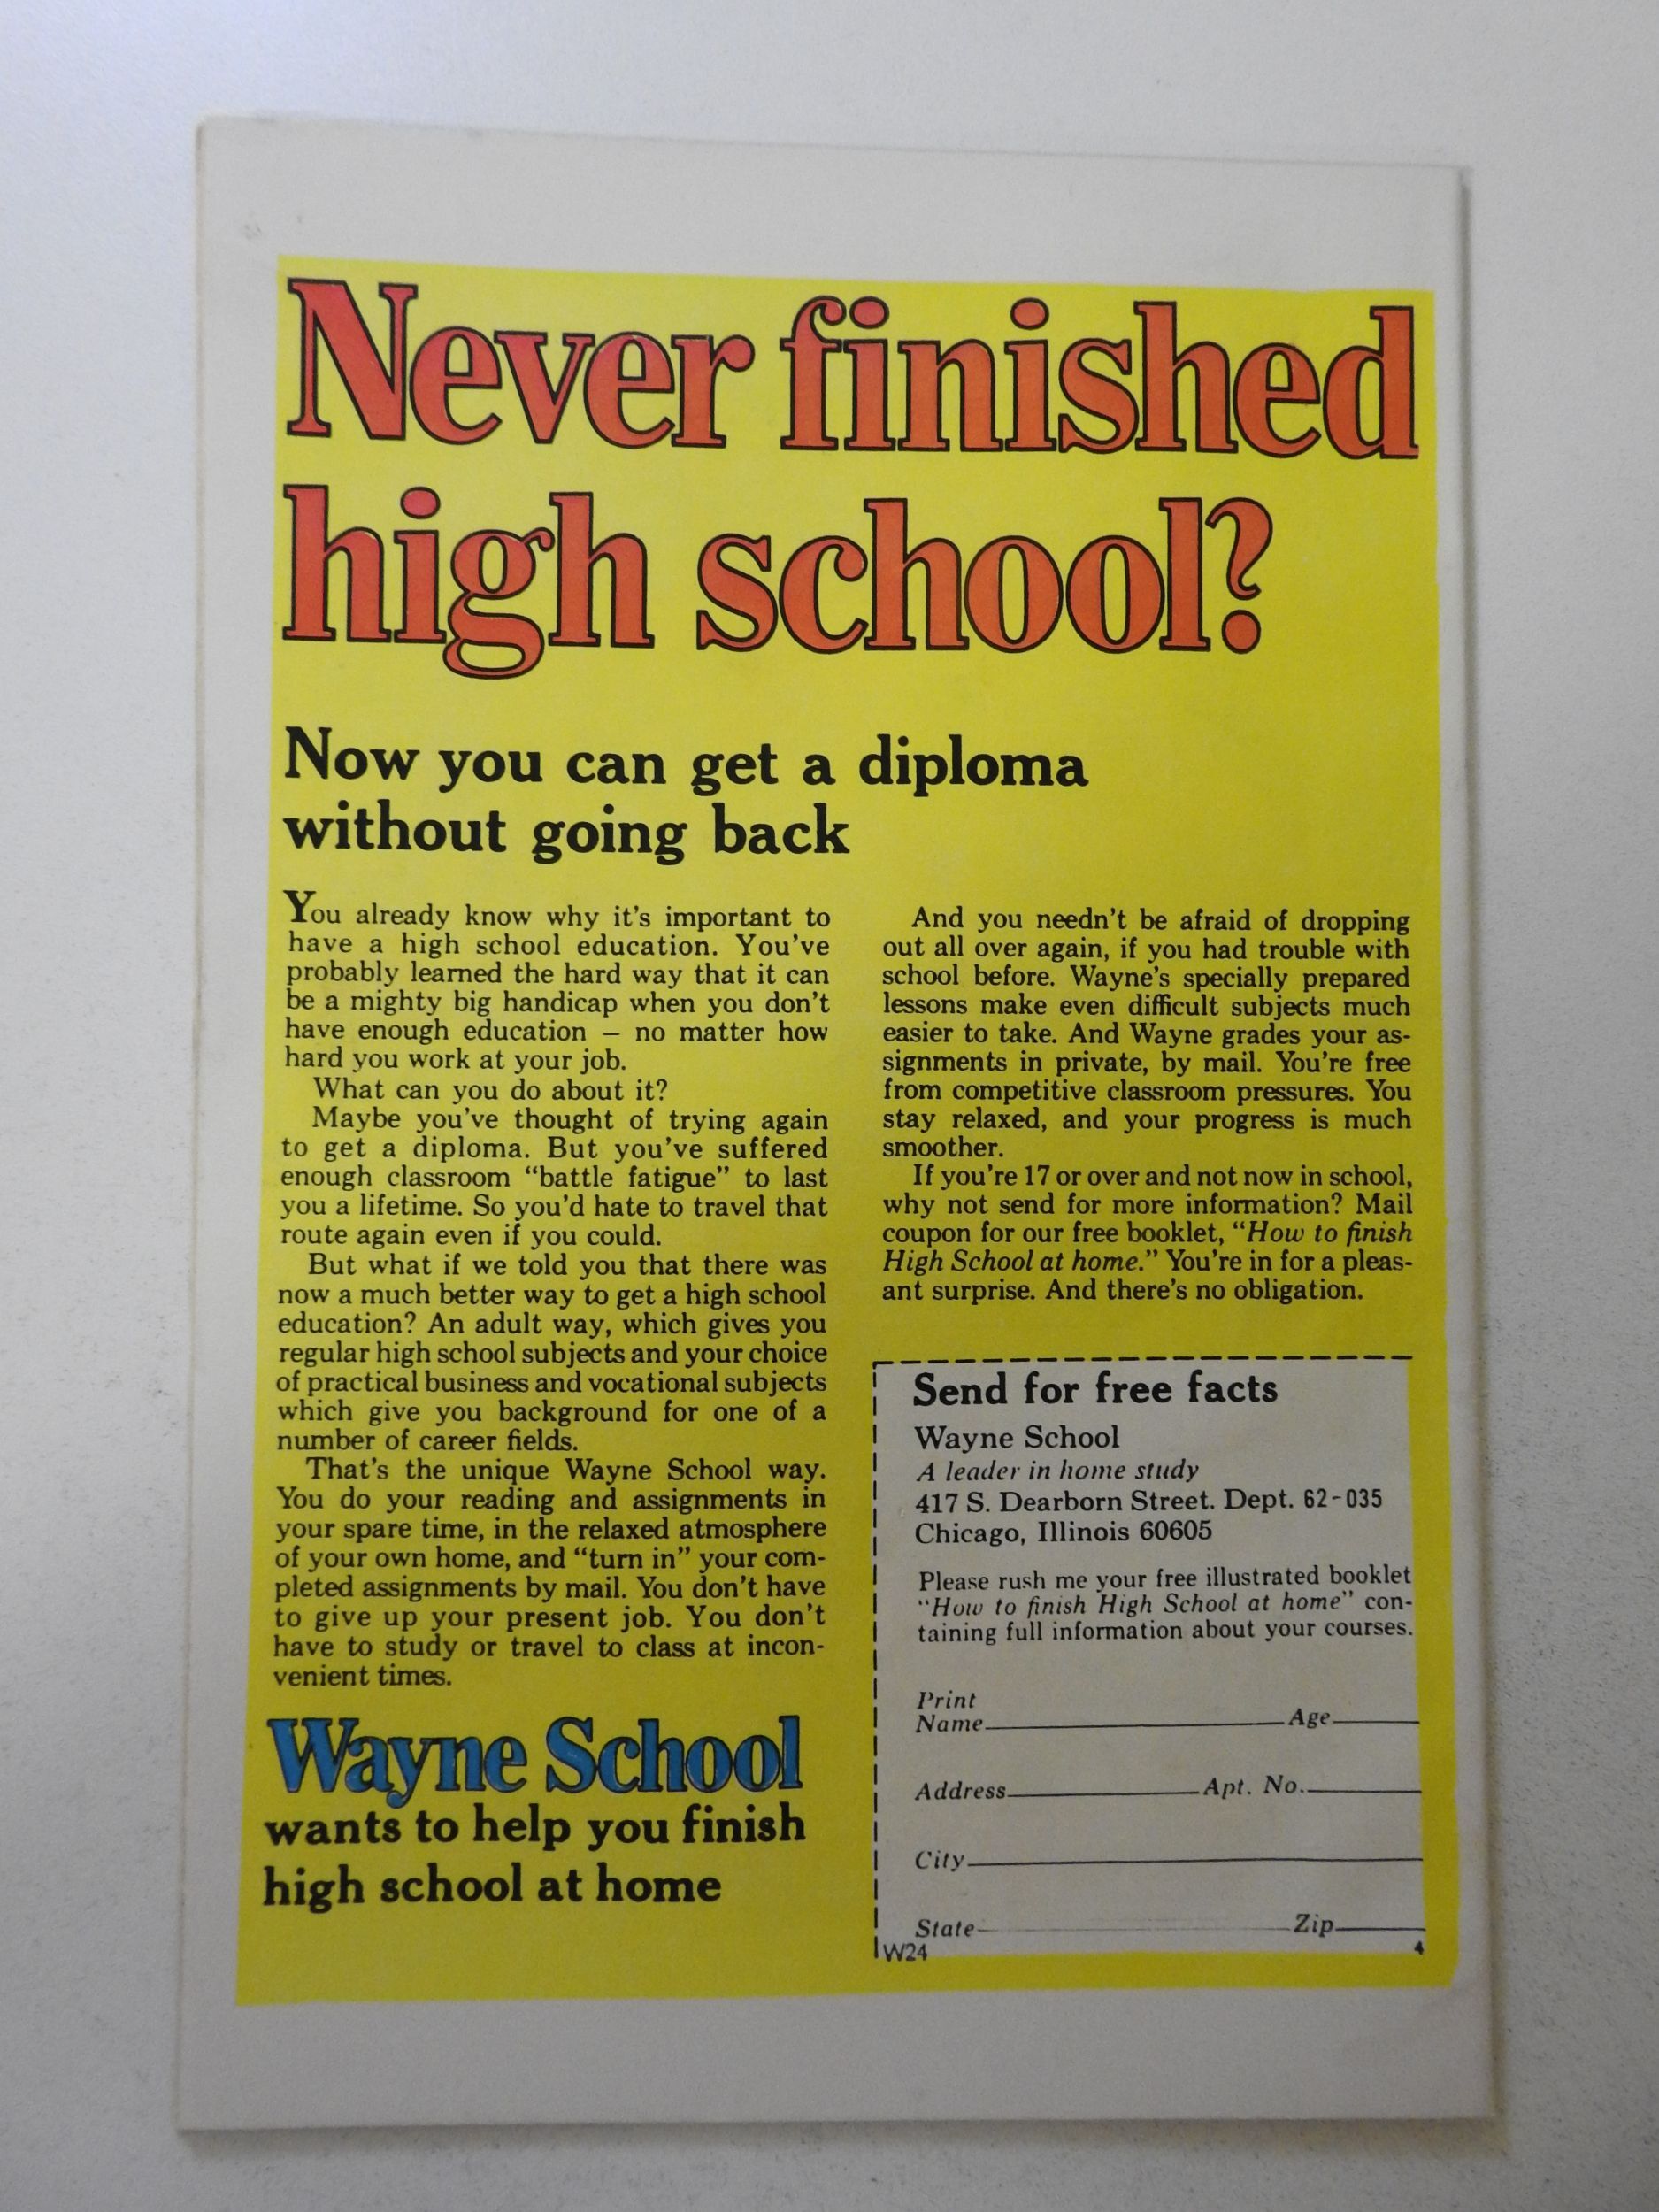 Never finished
high school?
Now you can get a diploma
without going back
You already know why it's important to
have a high school education. You've
probably learned the hard way that it can
be a mighty big handicap when you don't
have enough education – no matter how
hard you work at your job.
What can you do about it?
Maybe you've thought of trying again
to get a diploma. But you've suffered
enough classroom "battle fatigue" to last
you a lifetime. So you'd hate to travel that
route again even if you could.
But what if we told you that there was
now a much better way to get a high school
education? An adult way, which gives you
regular high school subjects and your choice
of practical business and vocational subjects
which give you background for one of a
number of career fields.
That's the unique Wayne School way.
You do your reading and assignments in
your spare time, in the relaxed atmosphere
of your own home, and "turn in" your com-
pleted assignments by mail. You don't have
to give up your present job. You don't
have to study or travel to class at incon-
venient times.
Wayne School
wants to help you finish
high school at home
And you needn't be afraid of dropping
out all over again, if you had trouble with
school before. Wayne's specially prepared
lessons make even difficult subjects much
easier to take. And Wayne grades your as-
signments in private, by mail. You're free
from competitive classroom pressures. You
stay relaxed, and your progress is much
smoother.
If you're 17 or over and not now in school,
why not send for more information? Mail
coupon for our free booklet, "How to finish
High School at home." You're in for a pleas-
ant surprise. And there's no obligation.
Send for free facts
Wayne School
A leader in home study
417 S. Dearborn Street. Dept. 62-035
Chicago, Illinois 60605
Please rush me your free illustrated booklet
"How to finish High School at home" con-
taining full information about your courses.
Print
Name Age
Address Apt. No.
City
State Zip
W24 4